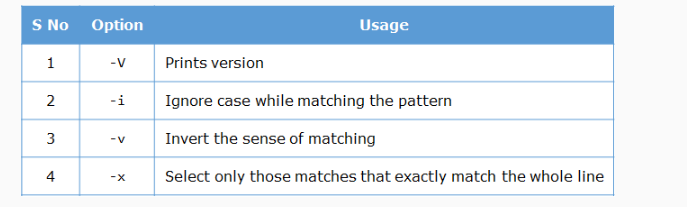 S No Option Usage
1 -V Prints version
2 -i Ignore case while matching the pattern
3 -v Invert the sense of matching
4 -x Select only those matches that exactly match the whole line